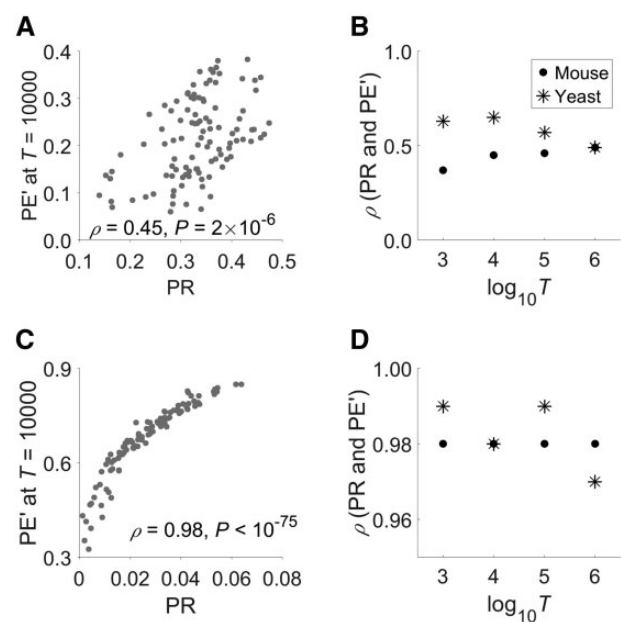 A
PE' at T = 10000
0.4
0.3
0.2
0.1
0.0
ρ = 0.45, P = 2×10⁻⁶
0.1 0.2 0.3 0.4 0.5
PR
B
ρ (PR and PE')
1.0
0.5
0.0
Mouse
Yeast
3 4 5 6
log₁₀T
C
PE' at T = 10000
0.9
0.6
0.3
ρ = 0.98, P < 10⁻⁷⁵
0 0.02 0.04 0.06 0.08
PR
D
ρ (PR and PE')
1.00
0.98
0.96
3 4 5 6
log₁₀T